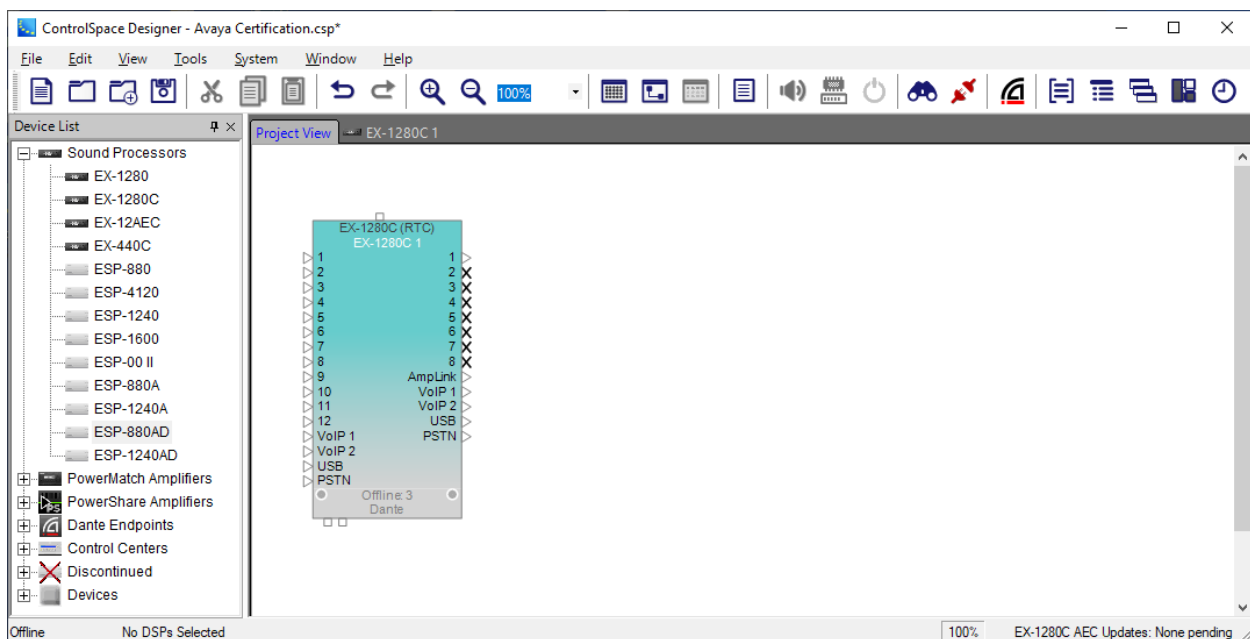 ControlSpace Designer - Avaya Certification.csp*
File Edit View Tools System Window Help
100%
Device List
Project View EX-1280C 1
Sound Processors
EX-1280
EX-1280C
EX-12AEC
EX-440C
ESP-880
ESP-4120
ESP-1240
ESP-1600
ESP-00 II
ESP-880A
ESP-1240A
ESP-880AD
ESP-1240AD
PowerMatch Amplifiers
PowerShare Amplifiers
Dante Endpoints
Control Centers
Discontinued
Devices
EX-1280C (RTC)
EX-1280C 1
1 1
2 2
3 3
4 4
5 5
6 6
7 7
8 8
9 AmpLink
10 VoIP 1
11 VoIP 2
12 USB
VoIP 1 PSTN
VoIP 2
USB
PSTN
Offline: 3
Dante
Offline No DSPs Selected 100% EX-1280C AEC Updates: None pending